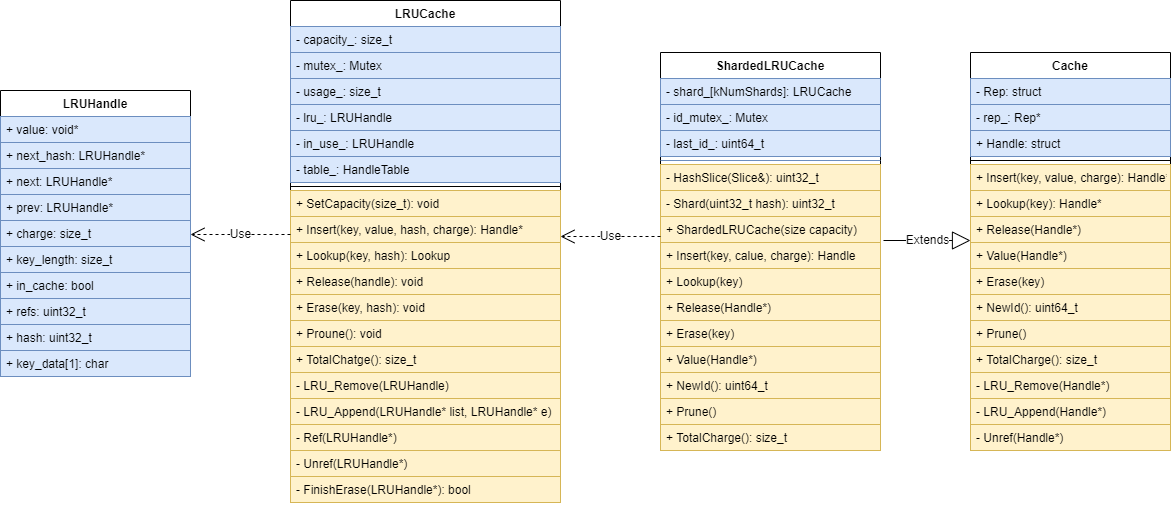 LRUHandle
+ value: void*
+ next_hash: LRUHandle*
+ next: LRUHandle*
+ prev: LRUHandle*
+ charge: size_t
+ key_length: size_t
+ in_cache: bool
+ refs: uint32_t
+ hash: uint32_t
+ key_data[1]: char
Use
LRUCache
- capacity_: size_t
- mutex_: Mutex
- usage_: size_t
- lru_: LRUHandle
- in_use_: LRUHandle
- table_: HandleTable
+ SetCapacity(size_t): void
+ Insert(key, value, hash, charge): Handle*
+ Lookup(key, hash): Lookup
+ Release(handle): void
+ Erase(key, hash): void
+ Proune(): void
+ TotalChatge(): size_t
- LRU_Remove(LRUHandle)
- LRU_Append(LRUHandle* list, LRUHandle* e)
- Ref(LRUHandle*)
- Unref(LRUHandle*)
- FinishErase(LRUHandle*): bool
Use
ShardedLRUCache
- shard_[kNumShards]: LRUCache
- id_mutex_: Mutex
- last_id_: uint64_t
- HashSlice(Slice&): uint32_t
- Shard(uint32_t hash): uint32_t
+ ShardedLRUCache(size capacity)
+ Insert(key, calue, charge): Handle
+ Lookup(key)
+ Release(Handle*)
+ Erase(key)
+ Value(Handle*)
+ NewId(): uint64_t
+ Prune()
+ TotalCharge(): size_t
Extends
Cache
- Rep: struct
- rep_: Rep*
+ Handle: struct
+ Insert(key, value, charge): Handle*
+ Lookup(key): Handle*
+ Release(Handle*)
+ Value(Handle*)
+ Erase(key)
+ NewId(): uint64_t
+ Prune()
+ TotalCharge(): size_t
- LRU_Remove(Handle*)
- LRU_Append(Handle*)
- Unref(Handle*)